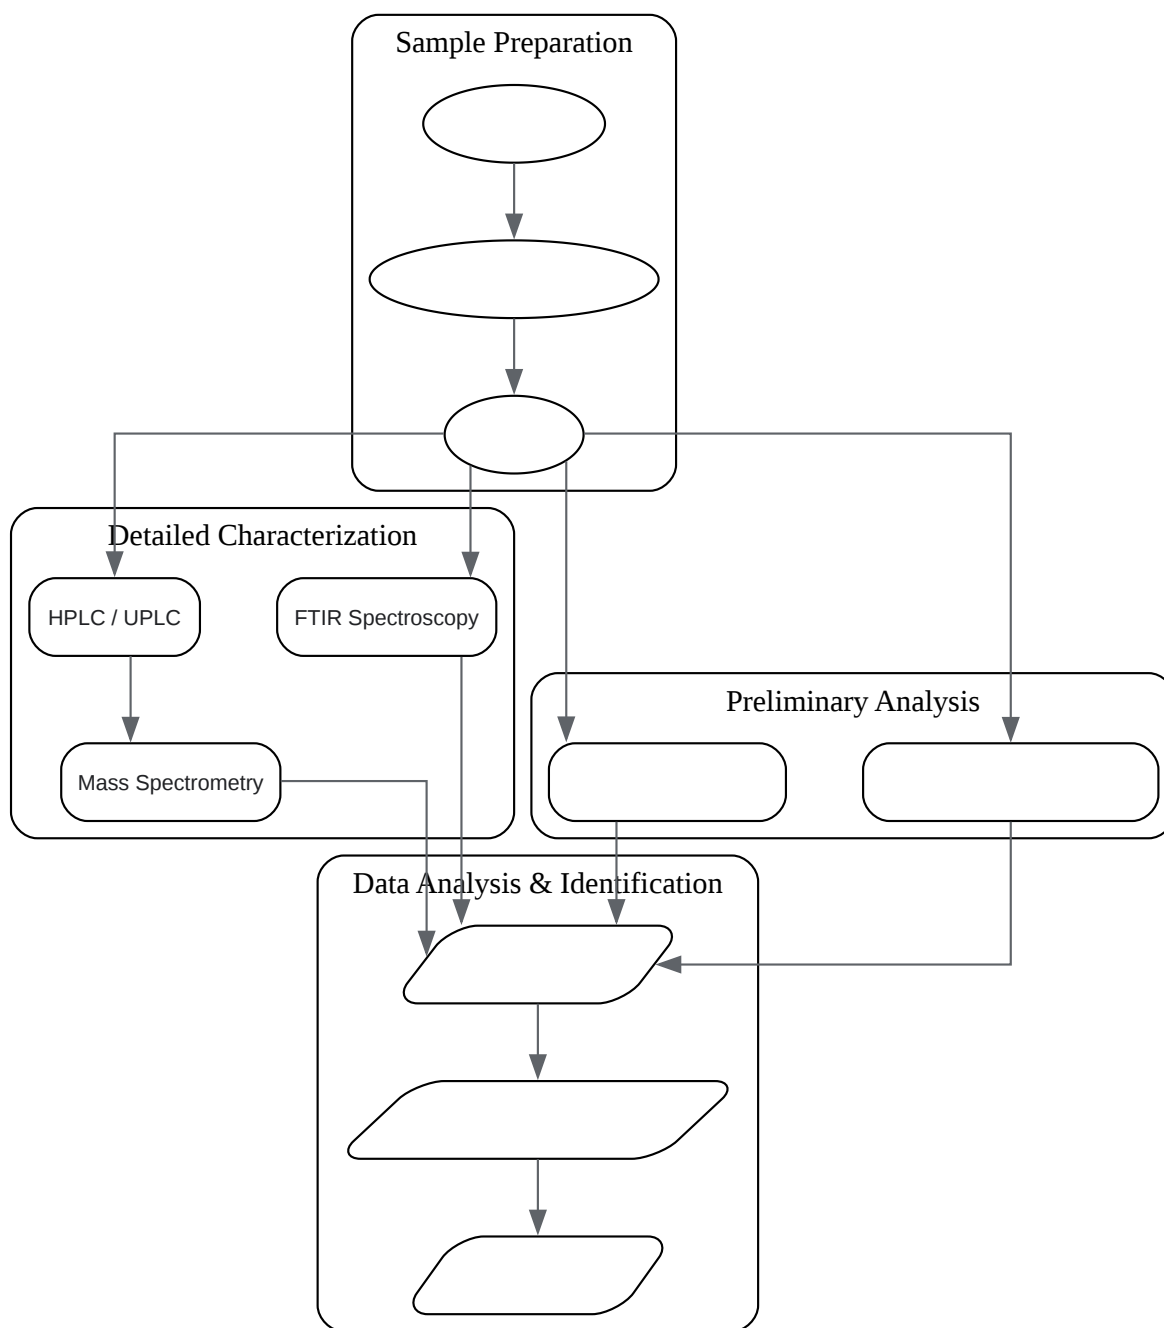 Sample Preparation
Detailed Characterization
HPLC / UPLC
FTIR Spectroscopy
Preliminary Analysis
Mass Spectrometry
Data Analysis & Identification